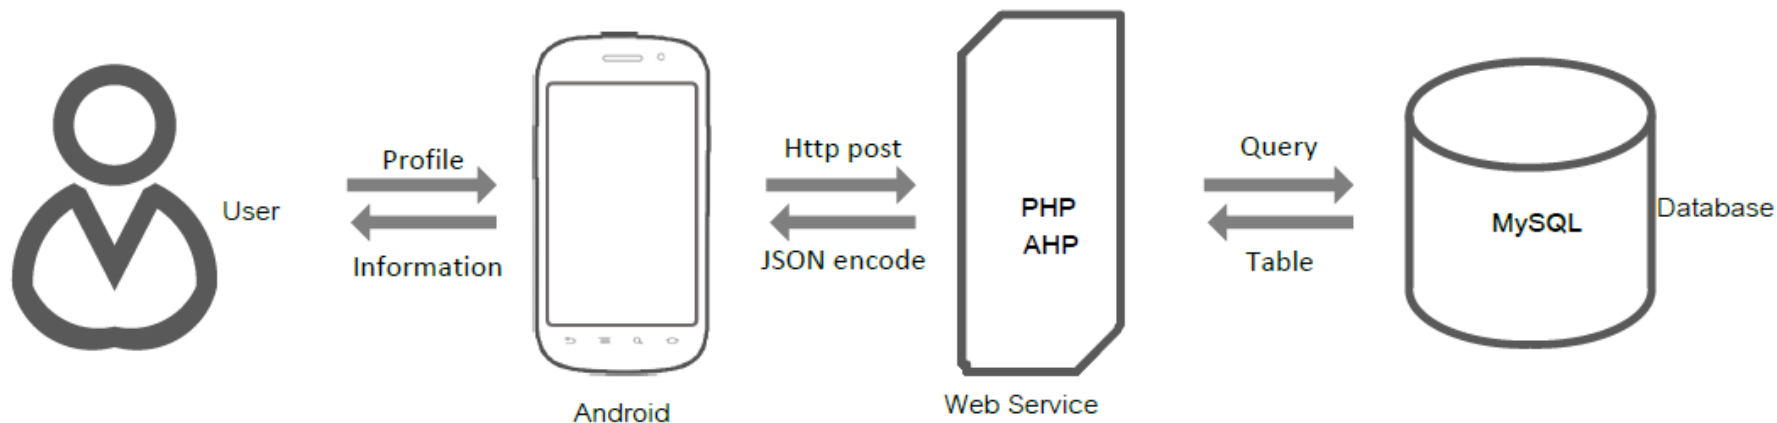 User
Profile
Information
Android
Http post
JSON encode
PHP
AHP
Web Service
Query
Table
MySQL
Database